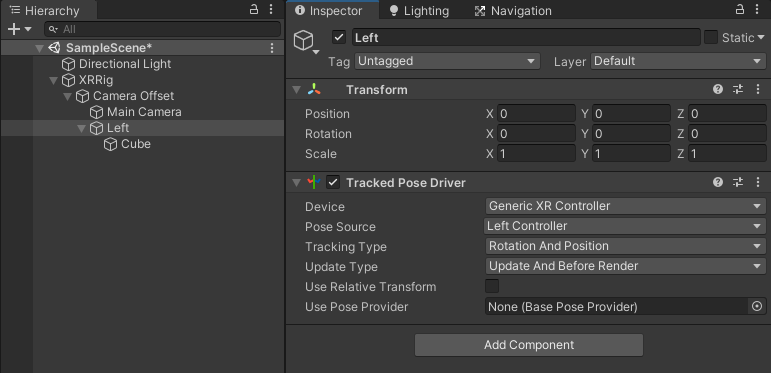 Hierarchy
All
SampleScene*
Directional Light
XRRig
Camera Offset
Main Camera
Left
Cube
Inspector Lighting Navigation
Left Static
Tag Untagged Layer Default
Transform
Position X 0 Y 0 Z 0
Rotation X 0 Y 0 Z 0
Scale X 1 Y 1 Z 1
Tracked Pose Driver
Device Generic XR Controller
Pose Source Left Controller
Tracking Type Rotation And Position
Update Type Update And Before Render
Use Relative Transform
Use Pose Provider None (Base Pose Provider)
Add Component